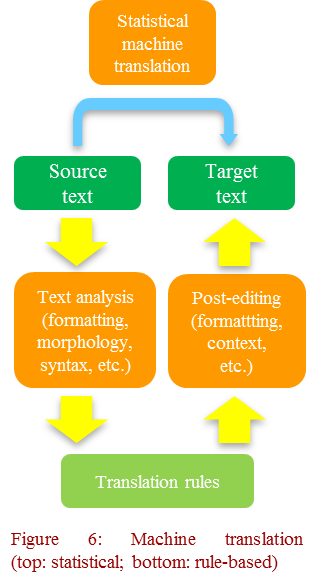 Statistical
machine
translation
Source
text
Target
text
Text analysis
(formatting,
morphology,
syntax, etc.)
Post-editing
(formattting,
context,
etc.)
Translation rules
Figure 6: Machine translation
(top: statistical; bottom: rule-based)